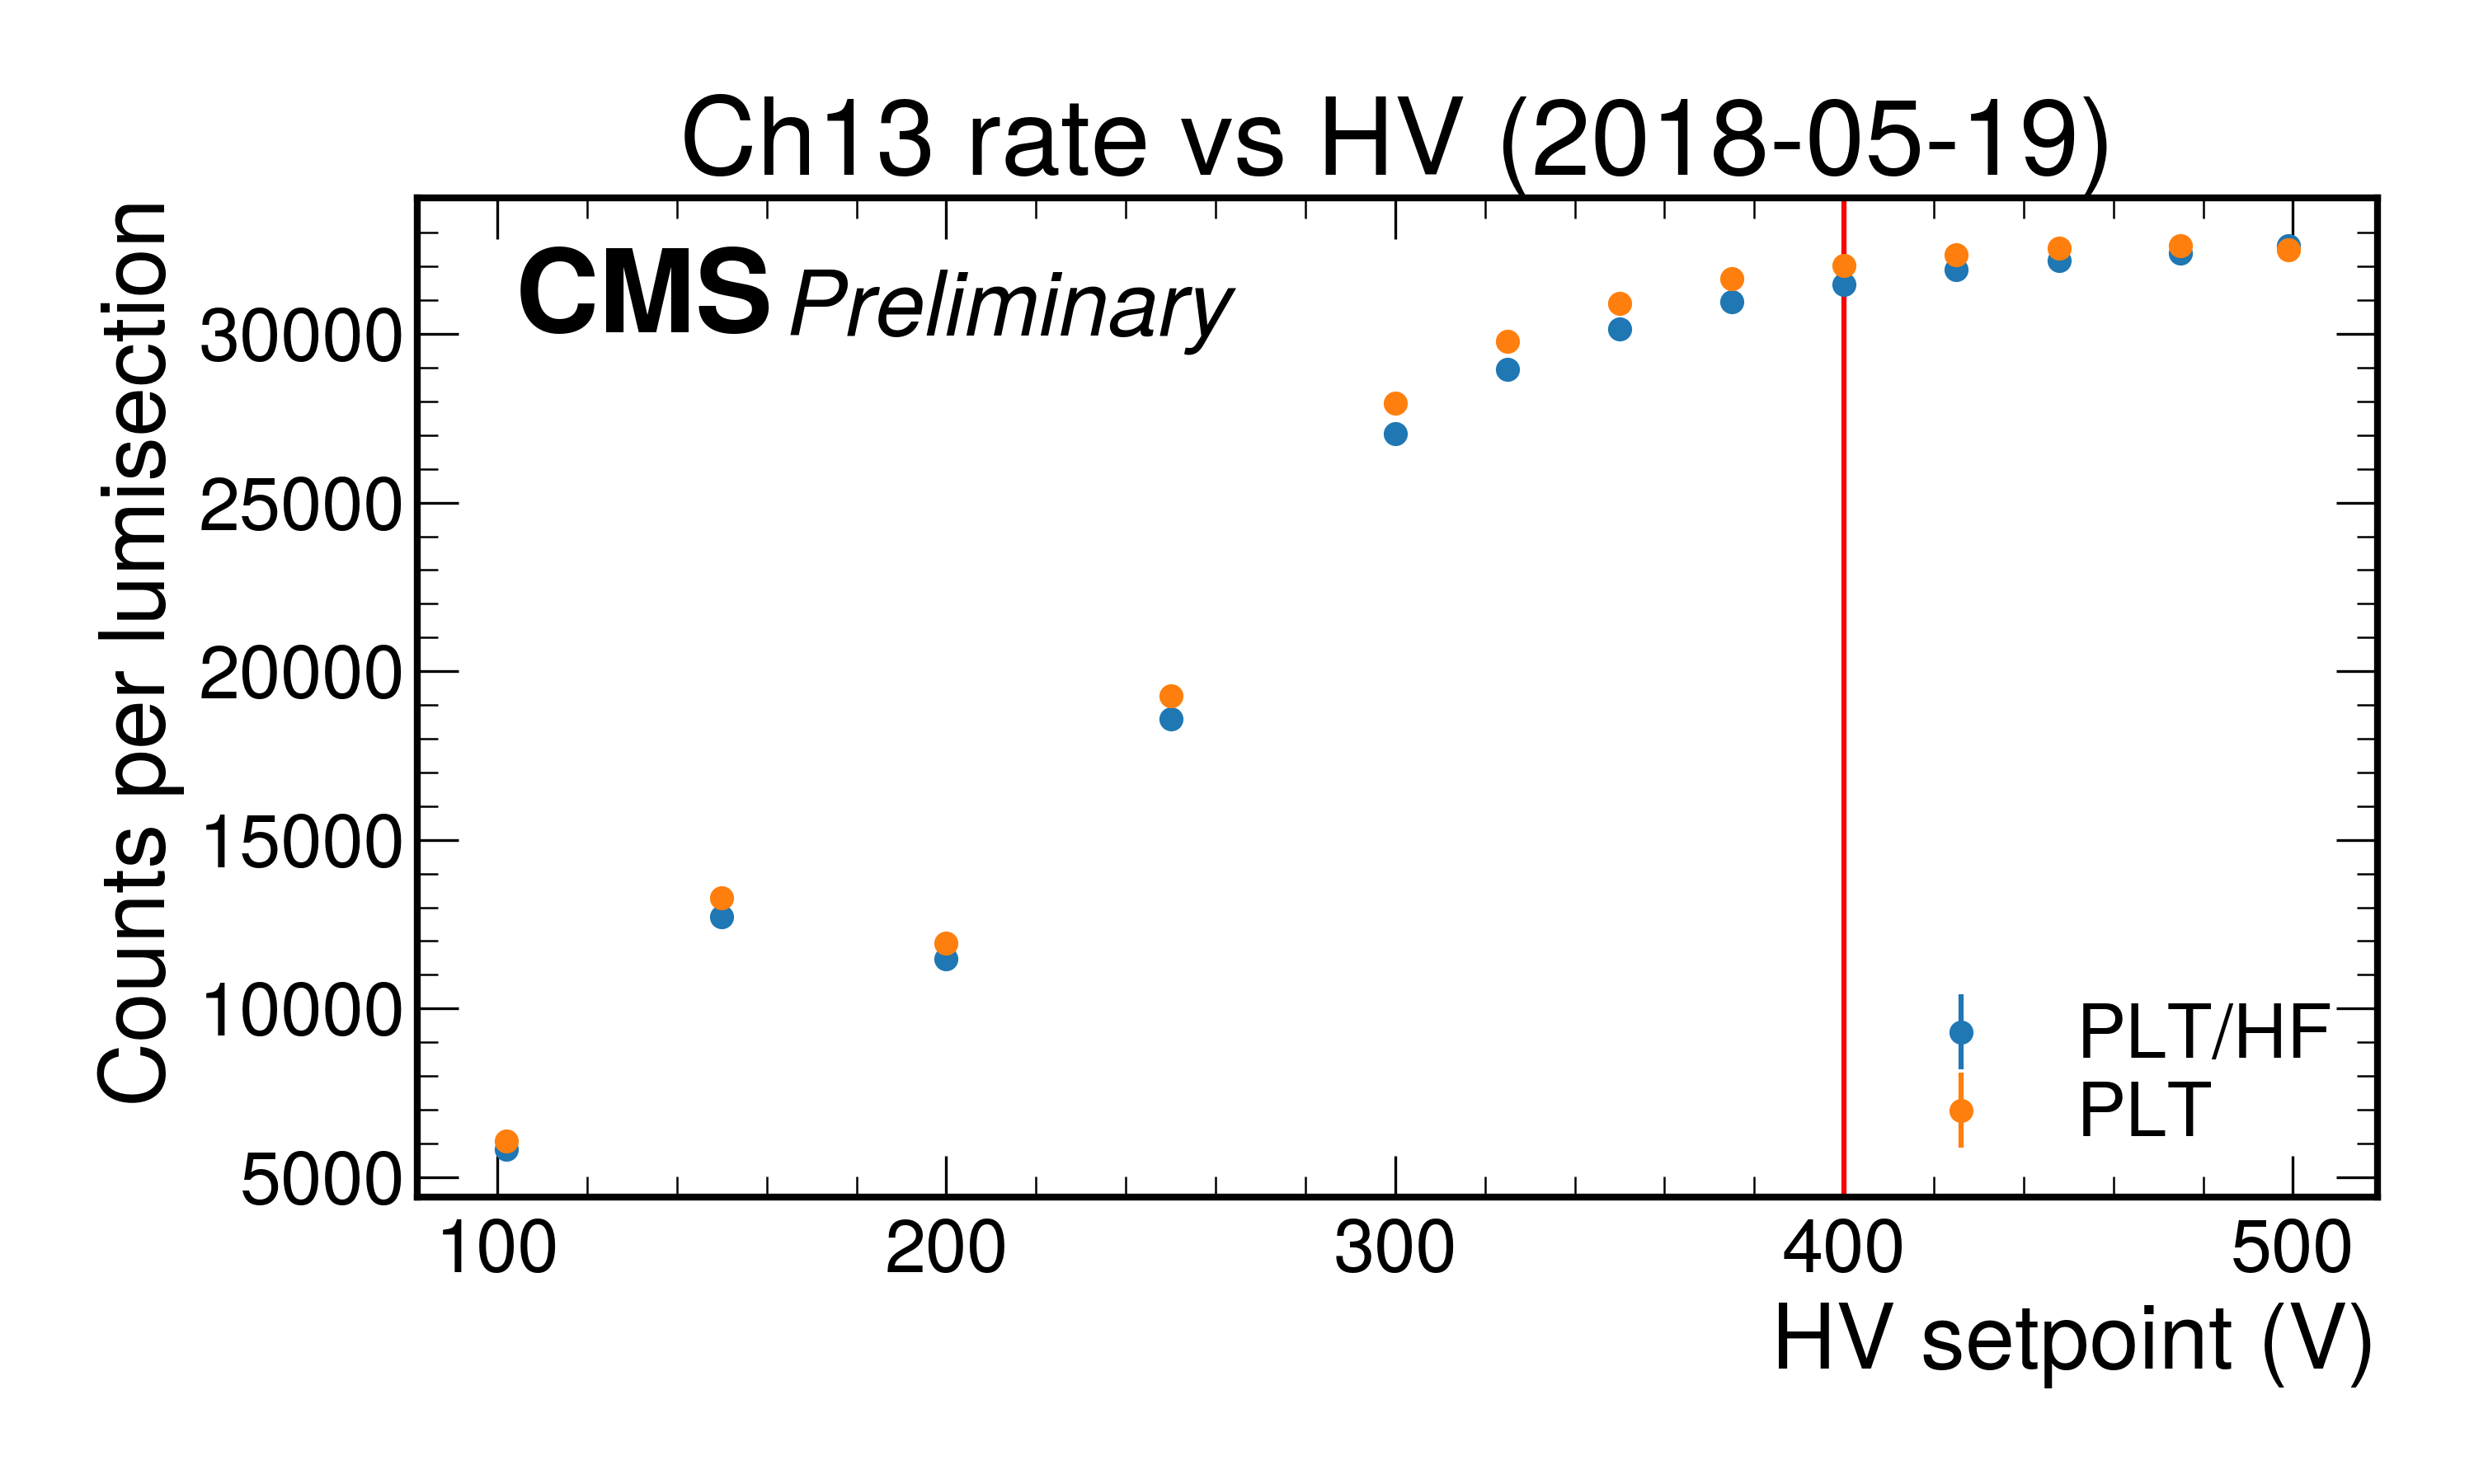 Ch13 rate vs HV (2018-05-19)
CMS Preliminary
Counts per lumisection
30000
25000
20000
15000
10000
5000
PLT/HF
PLT
100 200 300 400 500
HV setpoint (V)